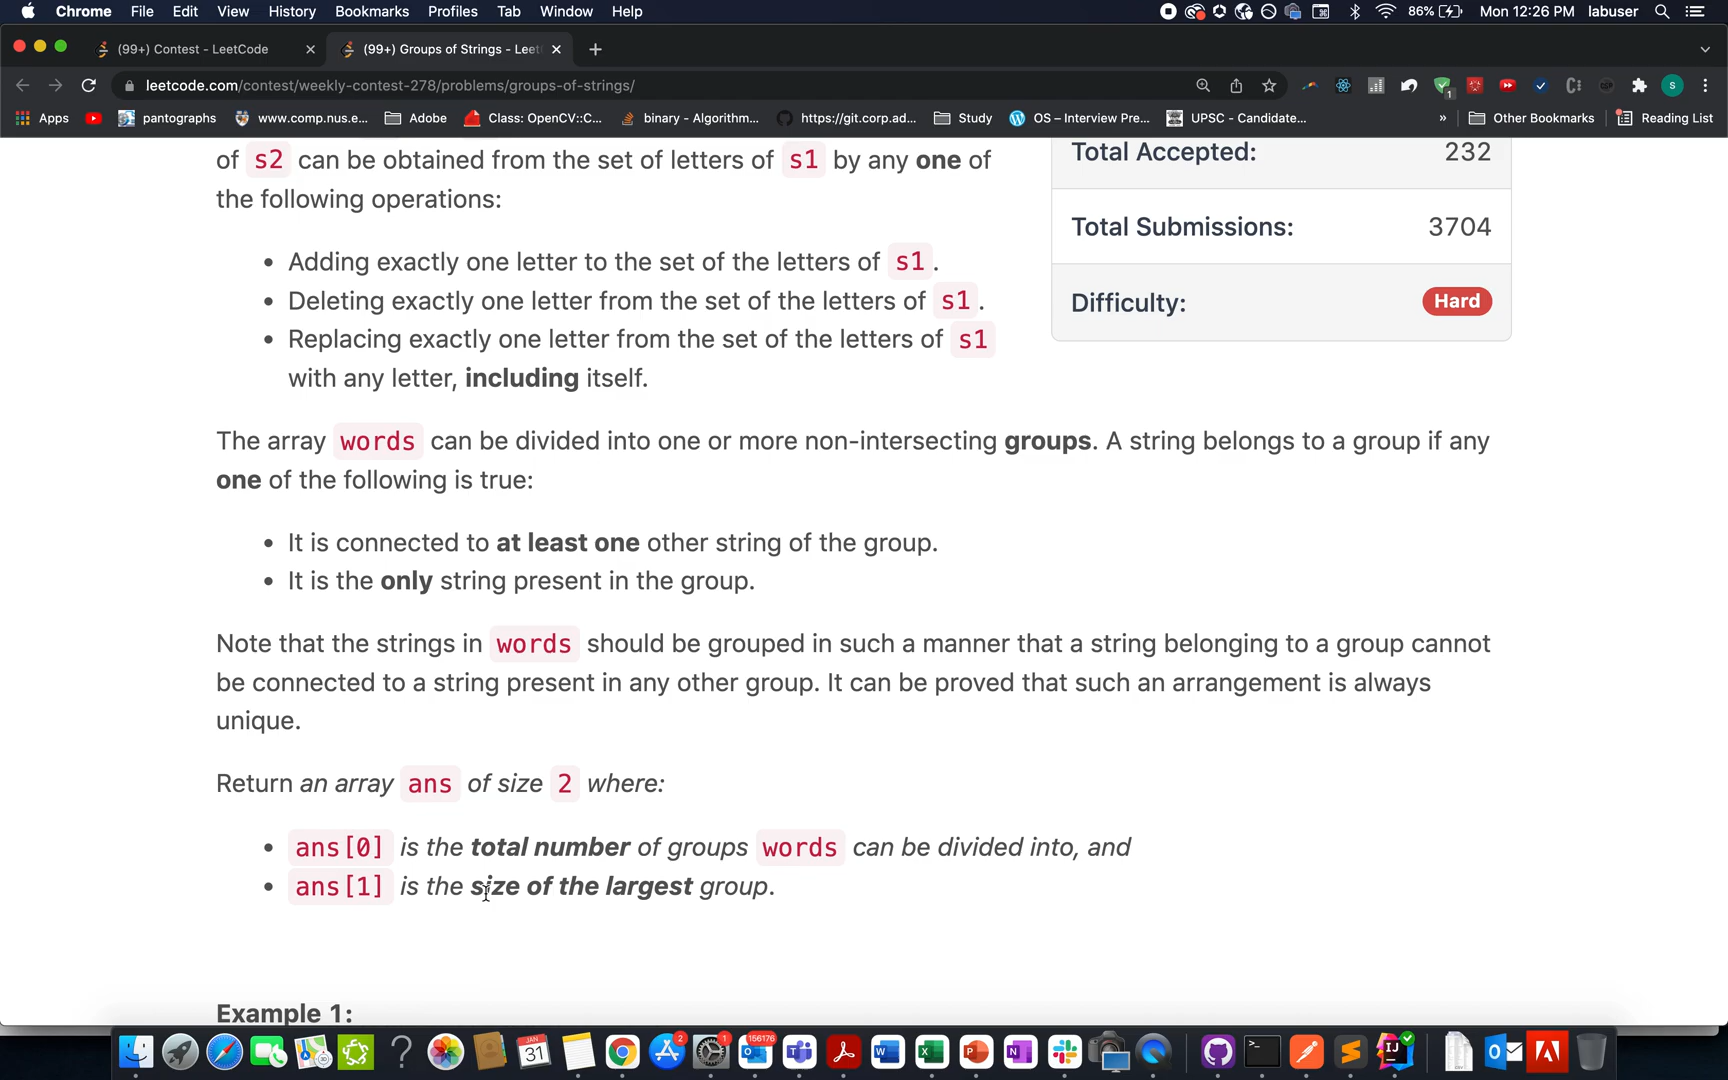 Chrome File Edit View History Bookmarks Profiles Tab Window Help 86% Mon 12:26 PM labuser
(99+) Contest - LeetCode (99+) Groups of Strings - Leet
leetcode.com/contest/weekly-contest-278/problems/groups-of-strings/ S
Apps pantographs www.comp.nus.e... Adobe Class: OpenCV::C... binary - Algorithm... https://git.corp.ad... Study OS – Interview Pre... UPSC - Candidate... » Other Bookmarks Reading List
of s2 can be obtained from the set of letters of s1 by any one of
the following operations:
• Adding exactly one letter to the set of the letters of s1.
• Deleting exactly one letter from the set of the letters of s1.
• Replacing exactly one letter from the set of the letters of s1
with any letter, including itself.
Total Accepted: 232
Total Submissions: 3704
Difficulty: Hard
The array words can be divided into one or more non-intersecting groups. A string belongs to a group if any
one of the following is true:
• It is connected to at least one other string of the group.
• It is the only string present in the group.
Note that the strings in words should be grouped in such a manner that a string belonging to a group cannot
be connected to a string present in any other group. It can be proved that such an arrangement is always
unique.
Return an array ans of size 2 where:
• ans[0] is the total number of groups words can be divided into, and
• ans[1] is the size of the largest group.
Example 1:
JAN 31 2 1 156176